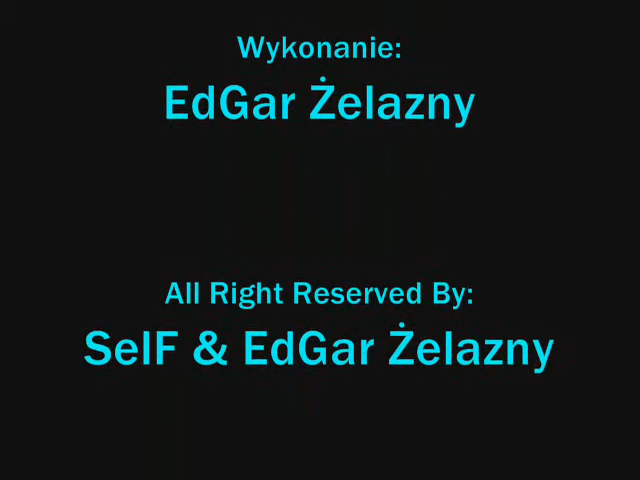 Wykonanie:
EdGar Żelazny
All Right Reserved By:
SelF & EdGar Żelazny